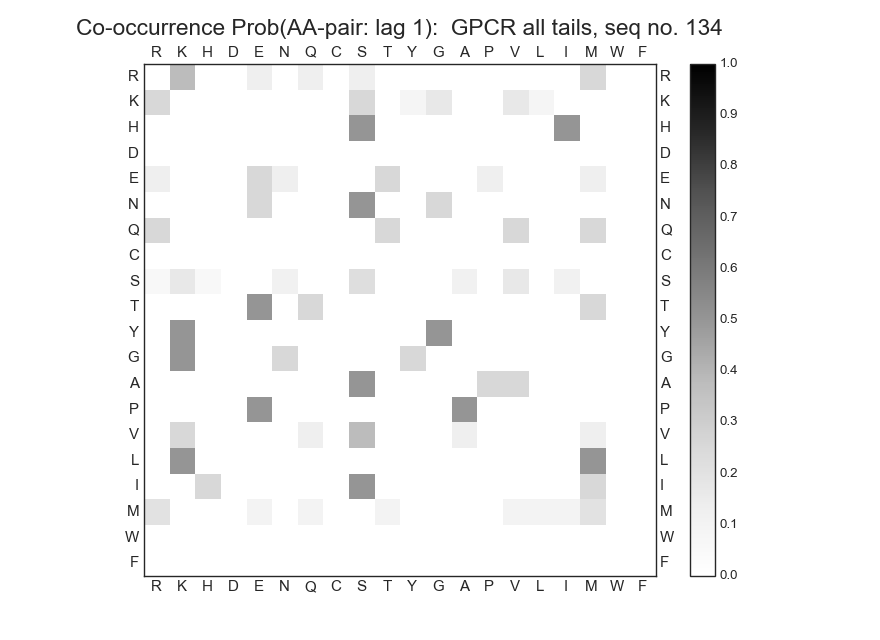 Co-occurrence Prob(AA-pair: lag 1):  GPCR all tails, seq no. 134
R K H D E N Q C S T Y G A P V L I M W F
R R 1.0
K K 0.9
H H
D D 0.8
E E
N N 0.7
Q Q
C C 0.6
S S
T T 0.5
Y Y
G G 0.4
A A
P P 0.3
V V
L L 0.2
I I
M M 0.1
W W
F F 0.0
R K H D E N Q C S T Y G A P V L I M W F